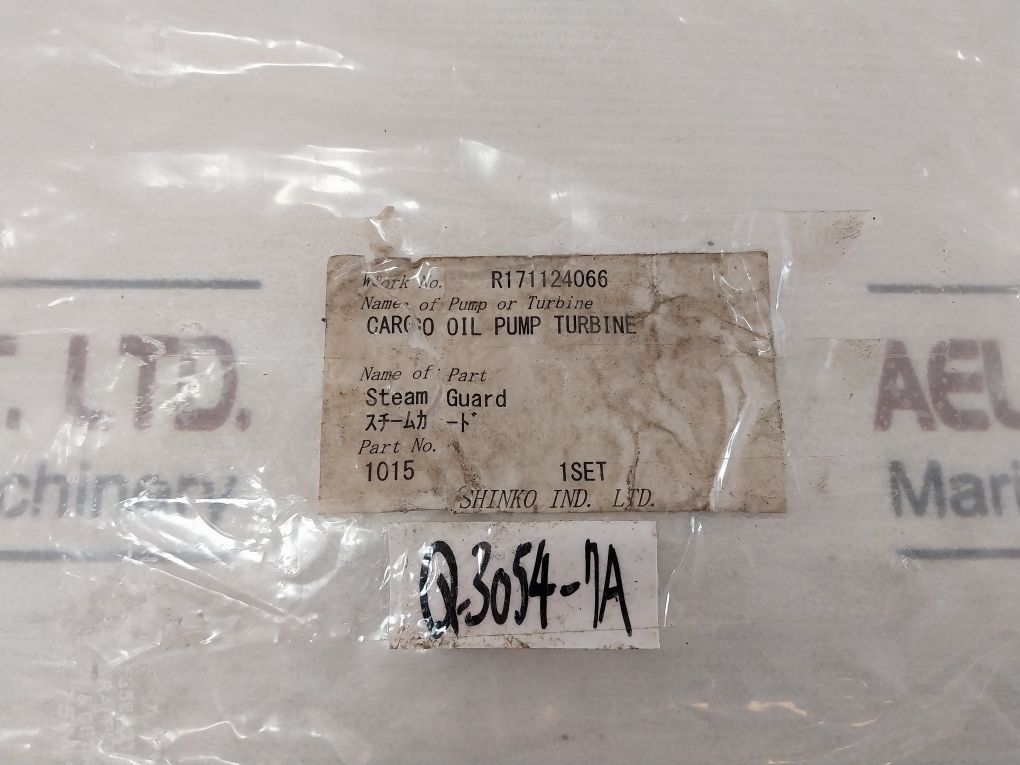 Work No. R171124066
Name of Pump or Turbine
CARGO OIL PUMP TURBINE
Name of Part
Steam Guard
スチームガード
Part No.
1015 1SET
SHINKO IND. LTD.
Q-3054-7A
LTD.
AEU
chinery
Mari